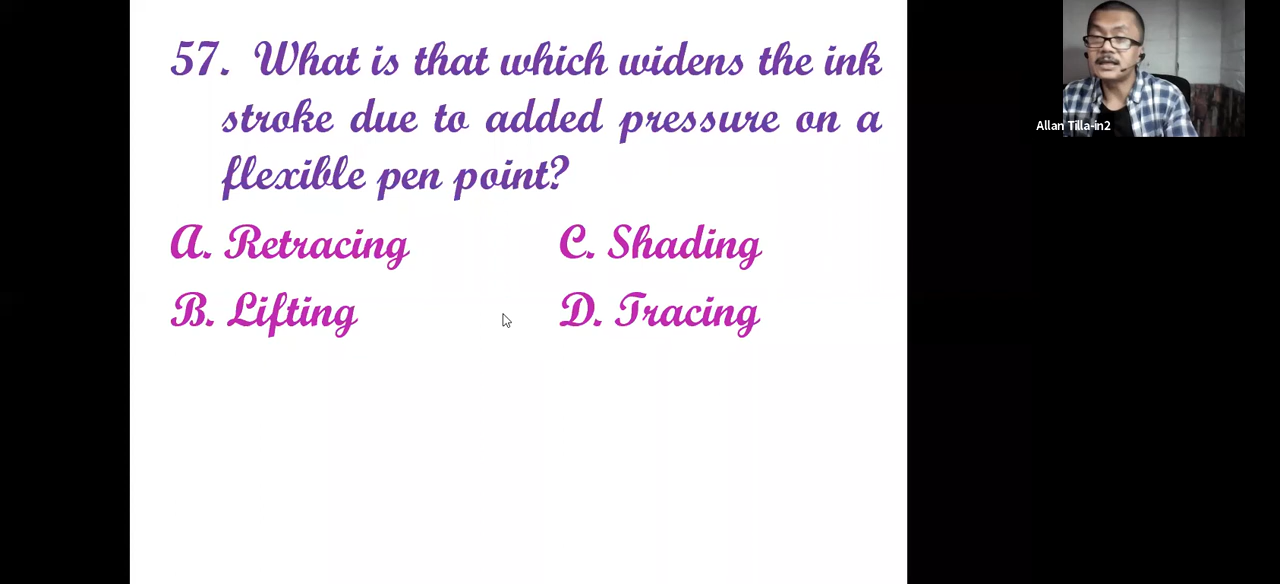 57. What is that which widens the ink
stroke due to added pressure on a
flexible pen point?
A. Retracing
C. Shading
B. Lifting
D. Tracing
Allan Tilla-in2